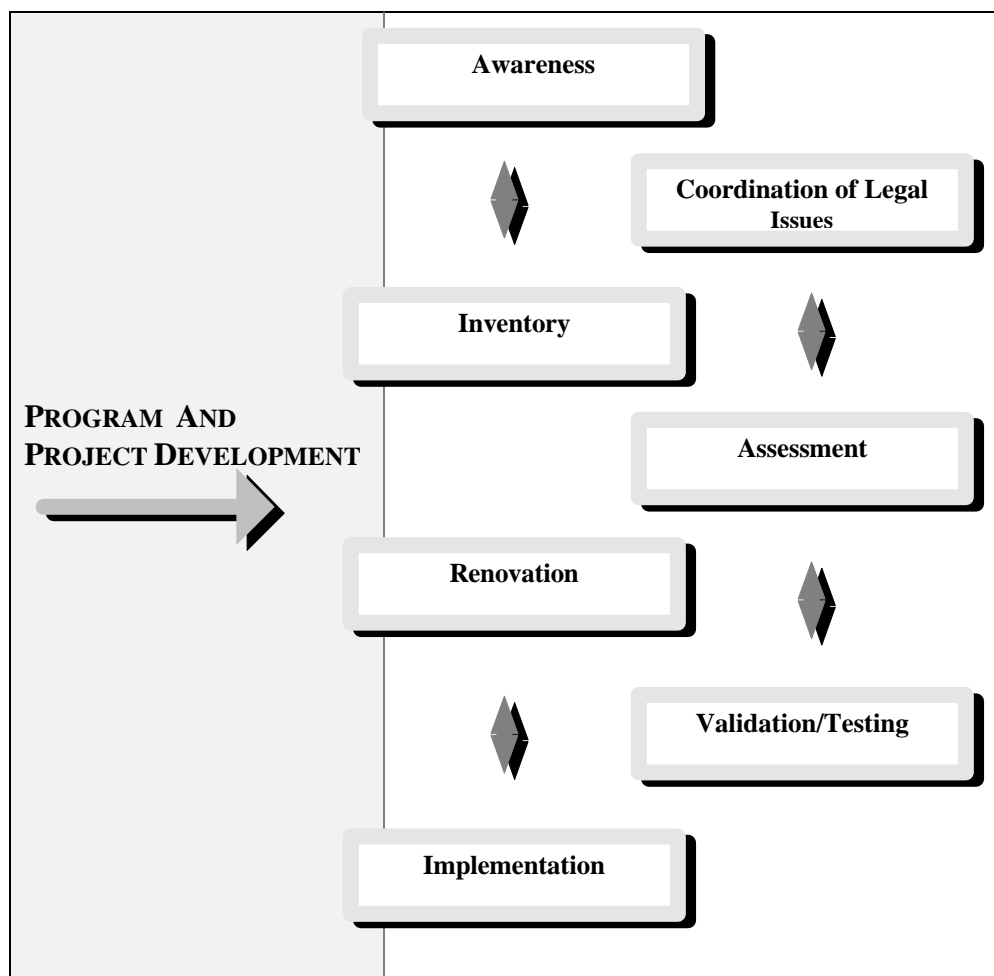 Awareness
Coordination of Legal
Issues
Inventory
PROGRAM AND
PROJECT DEVELOPMENT
Assessment
Renovation
Validation/Testing
Implementation